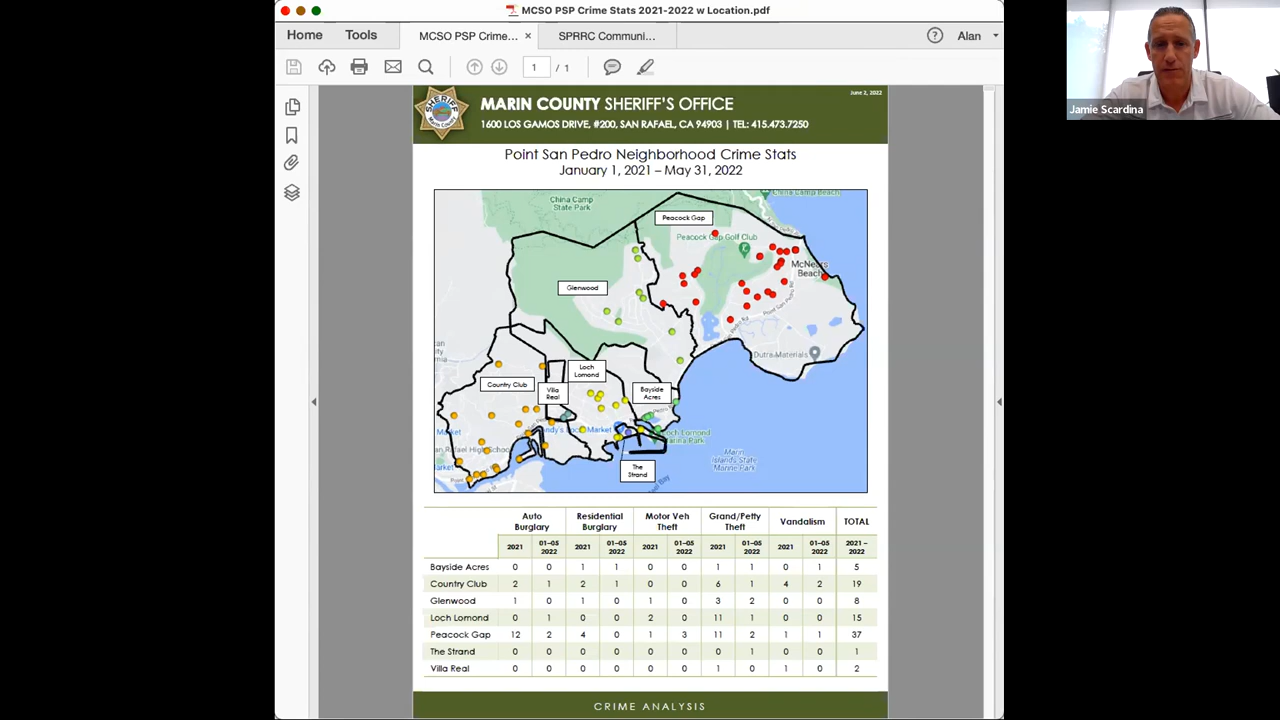 MCSO PSP Crime Stats 2021-2022 w Location.pdf
Home Tools MCSO PSP Crime... × SPRRC Communi... Alan
1 / 1
Jamie Scardina
June 2, 2022
SHERIFF
MARIN COUNTY SHERIFF'S OFFICE
1600 LOS GAMOS DRIVE, #200, SAN RAFAEL, CA 94903 | TEL: 415.473.7250
Point San Pedro Neighborhood Crime Stats
January 1, 2021 – May 31, 2022
China Camp Beach
China Camp
State Park
Peacock Gap
Peacock Gap Golf Club
McNears
Beach
Glenwood
Dutra Materials
Loch
Lomond
Country Club
Villa
Real
Bayside
Acres
Market
Marin
Islands State
Marine Park
Market
The
Strand
Auto
Burglary Residential
Burglary Motor Veh
Theft Grand/Petty
Theft Vandalism TOTAL
2021 01–05
2022 2021 01–05
2022 2021 01–05
2022 2021 01–05
2022 2021 01–05
2022 2021 –
2022
Bayside Acres 0 0 1 1 0 0 1 1 0 1 5
Country Club 2 1 2 1 0 0 6 1 4 2 19
Glenwood 1 0 1 0 1 0 3 2 0 0 8
Loch Lomond 0 1 0 0 2 0 11 1 0 0 15
Peacock Gap 12 2 4 0 1 3 11 2 1 1 37
The Strand 0 0 0 0 0 0 0 1 0 0 1
Villa Real 0 0 0 0 0 0 1 0 1 0 2
CRIME ANALYSIS